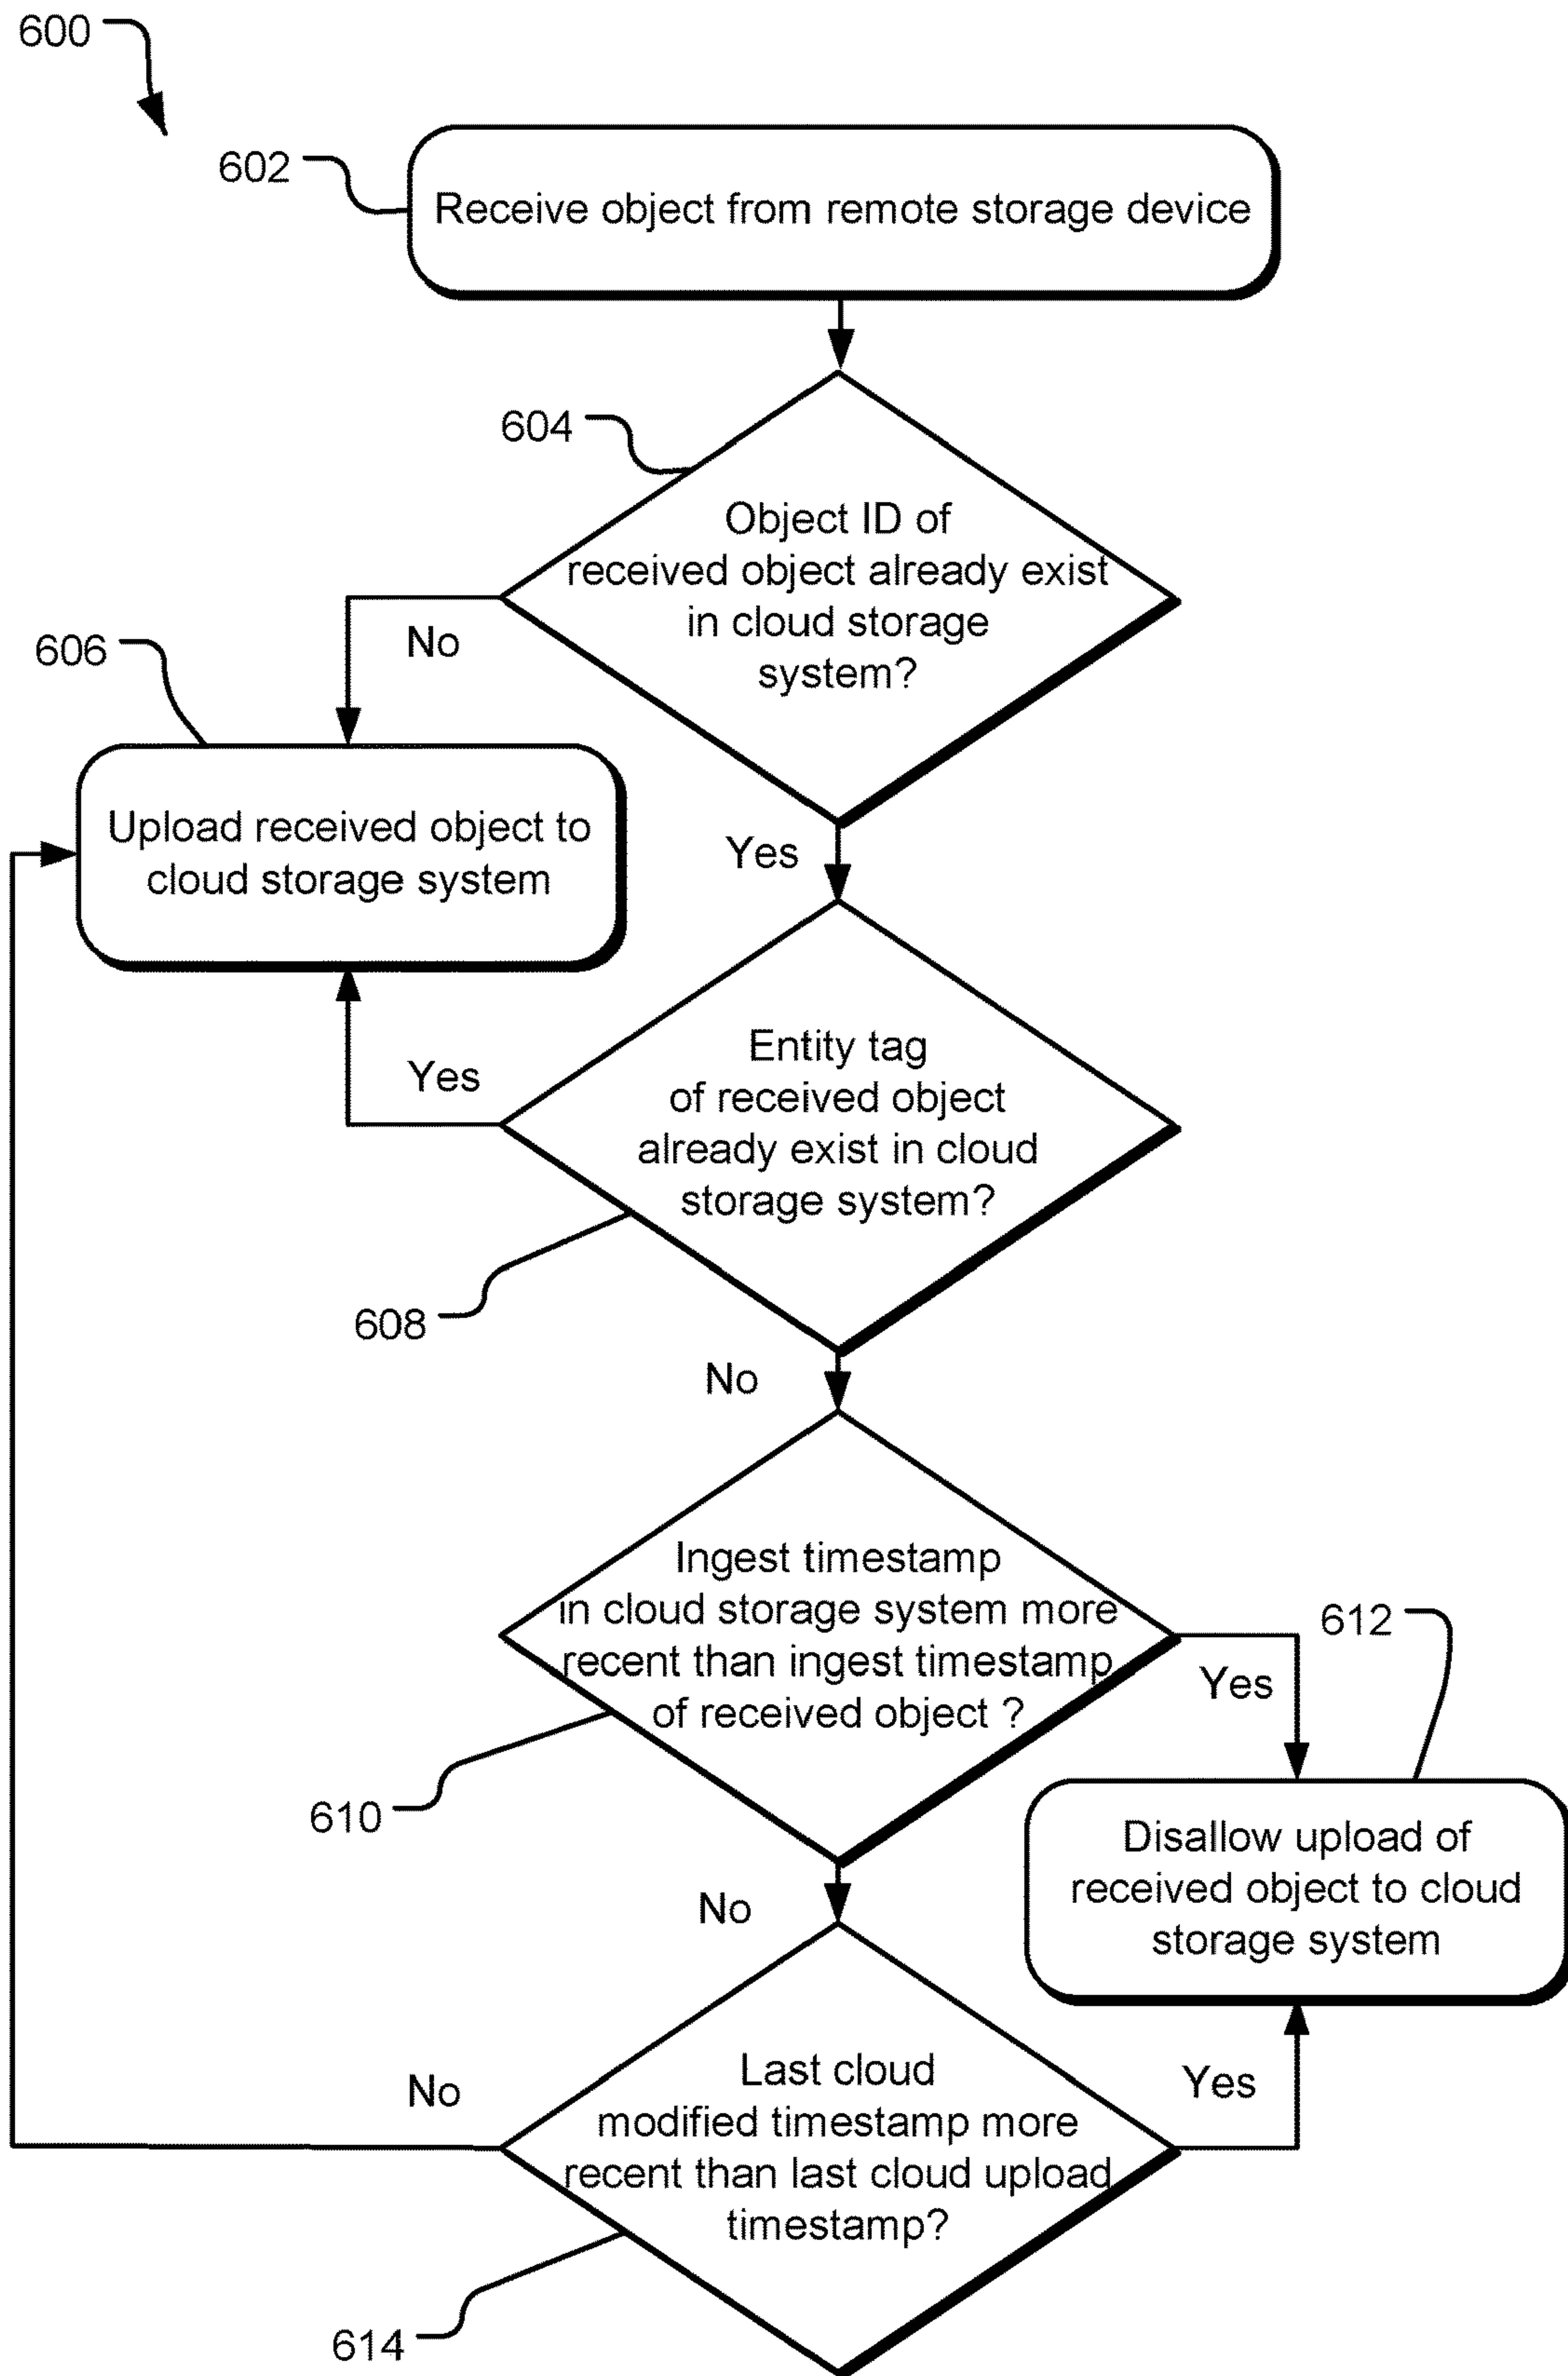 600
602
Receive object from remote storage device
604
Object ID of
received object already exist
in cloud storage
system?
No
606
Upload received object to
cloud storage system
Yes
Entity tag
of received object
already exist in cloud
storage system?
Yes
608
No
Ingest timestamp
in cloud storage system more
recent than ingest timestamp
of received object ?
612
Yes
610
Disallow upload of
received object to cloud
storage system
No
Last cloud
modified timestamp more
recent than last cloud upload
timestamp?
No
Yes
614